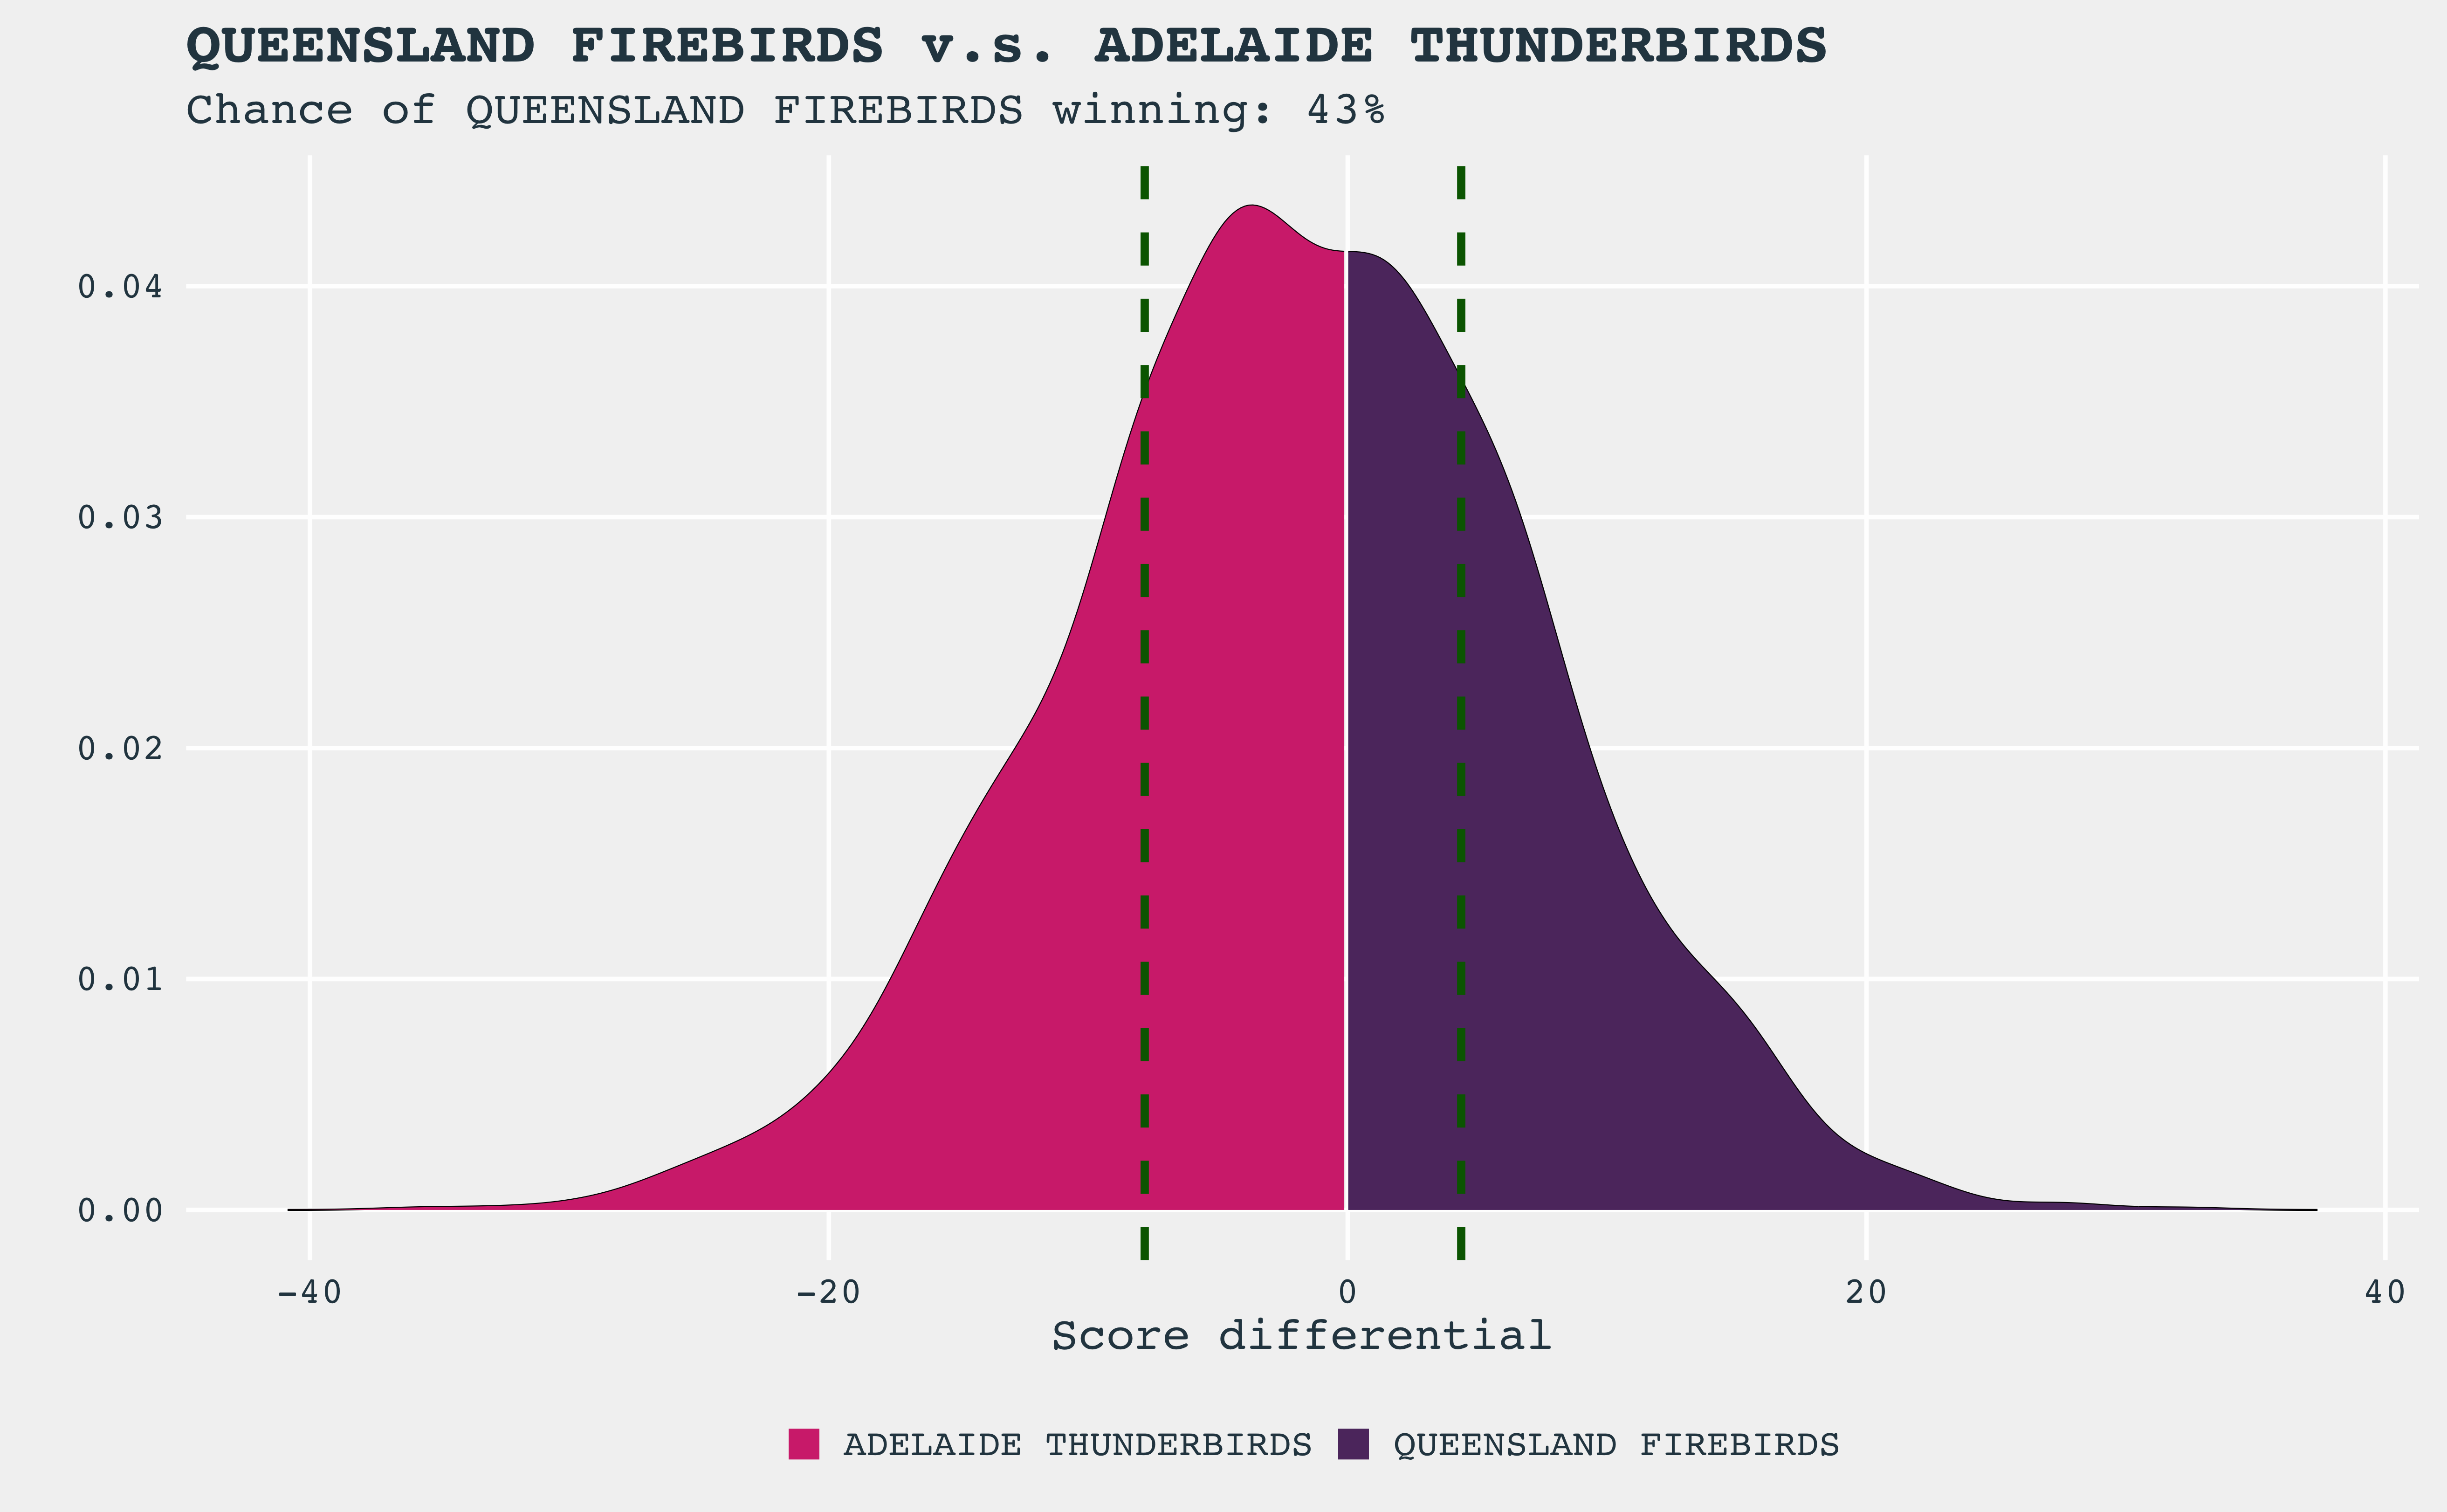 QUEENSLAND FIREBIRDS v.s. ADELAIDE THUNDERBIRDS
Chance of QUEENSLAND FIREBIRDS winning: 43%
0.04
0.03
0.02
0.01
0.00
-40 -20 0 20 40
Score differential
ADELAIDE THUNDERBIRDS QUEENSLAND FIREBIRDS